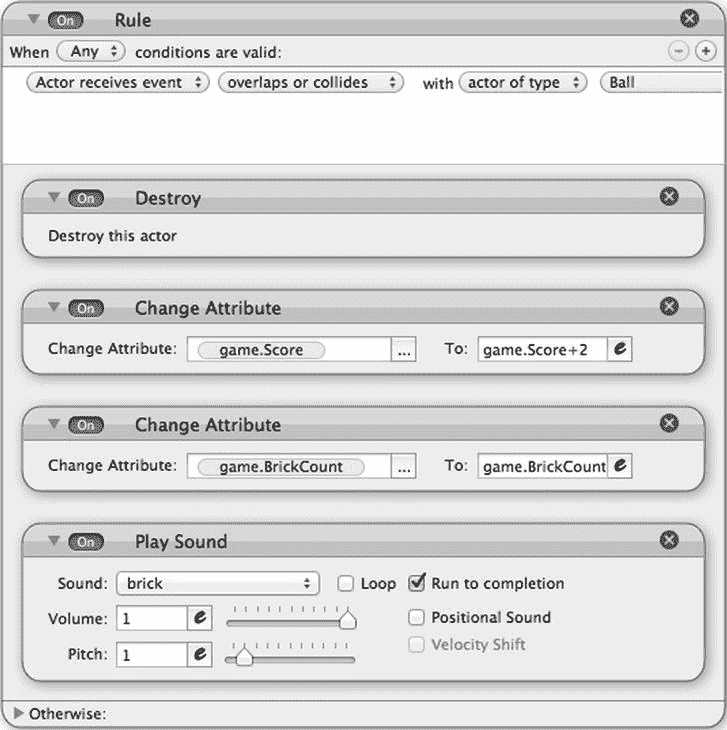 On Rule
When Any conditions are valid:
Actor receives event overlaps or collides with actor of type Ball
On Destroy
Destroy this actor
On Change Attribute
Change Attribute: game.Score ... To: game.Score+2 e
On Change Attribute
Change Attribute: game.BrickCount ... To: game.BrickCount e
On Play Sound
Sound: brick Loop Run to completion
Volume: 1 e Positional Sound
Pitch: 1 e Velocity Shift
Otherwise: